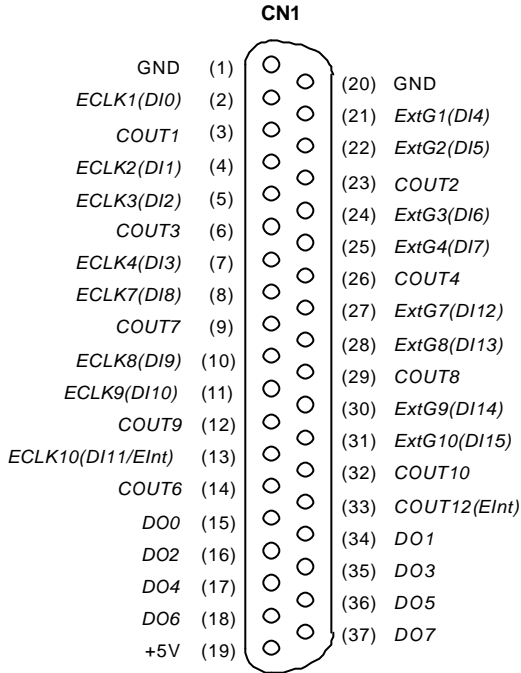 CN1
GND (1)
(20) GND
ECLK1(DI0) (2)
(21) ExtG1(DI4)
COUT1 (3)
(22) ExtG2(DI5)
ECLK2(DI1) (4)
(23) COUT2
ECLK3(DI2) (5)
(24) ExtG3(DI6)
COUT3 (6)
(25) ExtG4(DI7)
ECLK4(DI3) (7)
(26) COUT4
ECLK7(DI8) (8)
(27) ExtG7(DI12)
COUT7 (9)
(28) ExtG8(DI13)
ECLK8(DI9) (10)
(29) COUT8
ECLK9(DI10) (11)
(30) ExtG9(DI14)
COUT9 (12)
(31) ExtG10(DI15)
ECLK10(DI11/EInt) (13)
(32) COUT10
COUT6 (14)
(33) COUT12(EInt)
DO0 (15)
(34) DO1
DO2 (16)
(35) DO3
DO4 (17)
(36) DO5
DO6 (18)
(37) DO7
+5V (19)